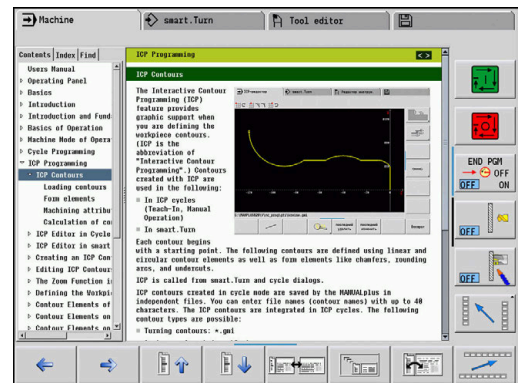 Machine
smart.Turn
Tool editor
Contents Index Find
Users Manual
Operating Panel
Basics
Introduction
Introduction and Fund
Basics of Operation
Machine Mode of Opera
Cycle Programming
ICP Programming
ICP Contours
Loading contours
Form elements
Machining attribu
Calculation of co
ICP Editor in Cycle
ICP Editor in smart
Creating an ICP Con
Editing ICP Contour
The Zoom Function i
Defining the Workpi
Contour Elements of
Contour Elements on
Contour Elements on
ICP Programming
ICP Contours
The Interactive Contour
Programming (ICP)
feature provides
graphic support when
you are defining the
workpiece contours.
(ICP is the
abbreviation of
"Interactive Contour
Programming".) Contours
created with ICP are
used in the following:
In ICP cycles
(Teach-In, Manual
Operation)
In smart.Turn
Each contour begins
with a starting point. The following contours are defined using linear and
circular contour elements as well as form elements like chamfers, rounding
arcs, and undercuts.
ICP is called from smart.Turn and cycle dialogs.
ICP contours created in cycle mode are saved by the MANUALplus in
independent files. You can enter file names (contour names) with up to 40
characters. The ICP contours are integrated in ICP cycles. The following
contour types are possible:
Turning contours: *.gmi
END PGM
OFF
OFF ON
OFF
OFF